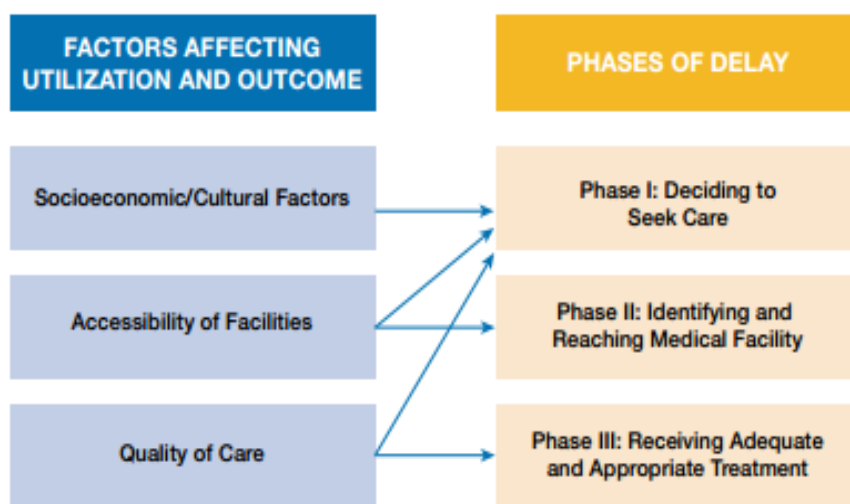 FACTORS AFFECTING
UTILIZATION AND OUTCOME
PHASES OF DELAY
Socioeconomic/Cultural Factors
Phase I: Deciding to
Seek Care
Accessibility of Facilities
Phase II: Identifying and
Reaching Medical Facility
Quality of Care
Phase III: Receiving Adequate
and Appropriate Treatment